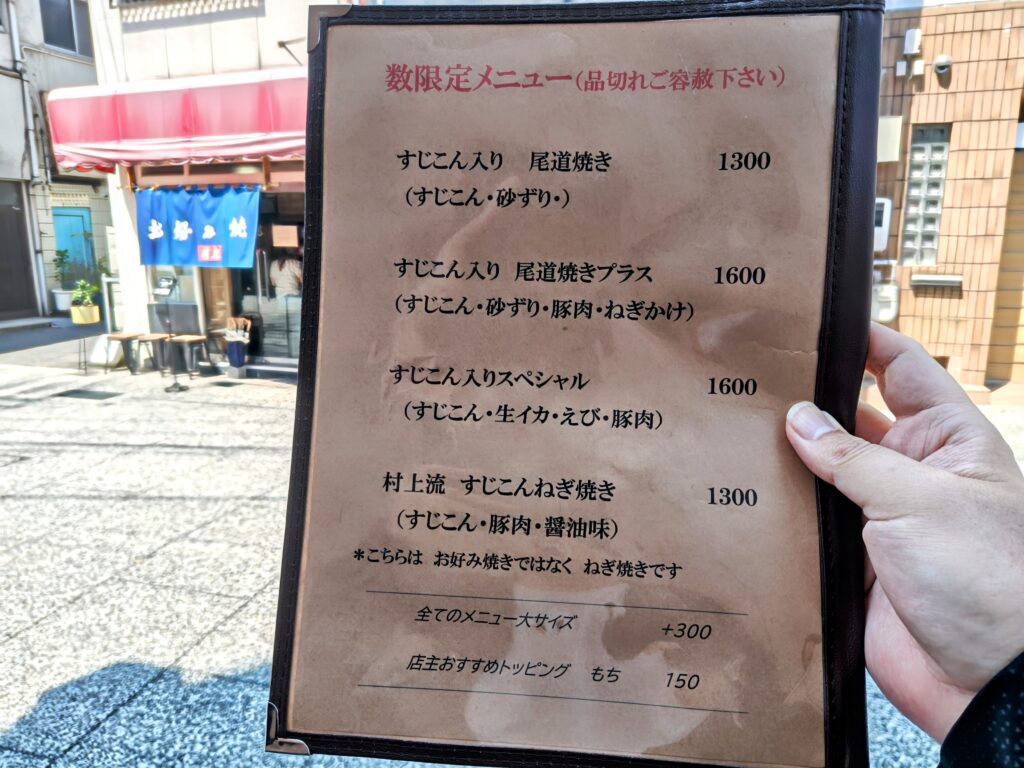 数限定メニュー(品切れご容赦下さい)
すじこん入り 尾道焼き 1300
(すじこん・砂ずり・)
すじこん入り 尾道焼きプラス 1600
(すじこん・砂ずり・豚肉・ねぎかけ)
すじこん入りスペシャル 1600
(すじこん・生イカ・えび・豚肉)
村上流 すじこんねぎ焼き 1300
(すじこん・豚肉・醤油味)
*こちらは お好み焼きではなく ねぎ焼きです
全てのメニュー大サイズ +300
店主おすすめトッピング もち 150
お好み焼
村上